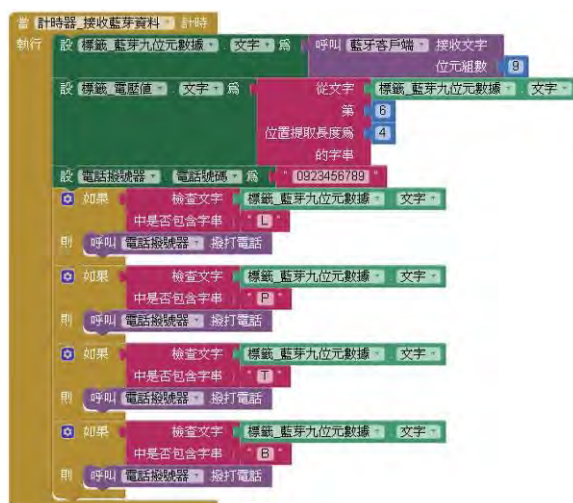 當 計時器_接收藍芽資料 計時
執行 設 標籤_藍芽九位元數據 . 文字 為 呼叫 藍牙客戶端 接收文字
位元組數 9
設 標籤_電壓值 . 文字 為 從文字 標籤_藍芽九位元數據 . 文字
第 6
位置提取長度為 4
的字串
設 電話撥號器 . 電話號碼 為 "0923456789"
如果 檢查文字 標籤_藍芽九位元數據 . 文字
中是否包含字串 "L"
則 呼叫 電話撥號器 撥打電話
如果 檢查文字 標籤_藍芽九位元數據 . 文字
中是否包含字串 "P"
則 呼叫 電話撥號器 撥打電話
如果 檢查文字 標籤_藍芽九位元數據 . 文字
中是否包含字串 "T"
則 呼叫 電話撥號器 撥打電話
如果 檢查文字 標籤_藍芽九位元數據 . 文字
中是否包含字串 "B"
則 呼叫 電話撥號器 撥打電話